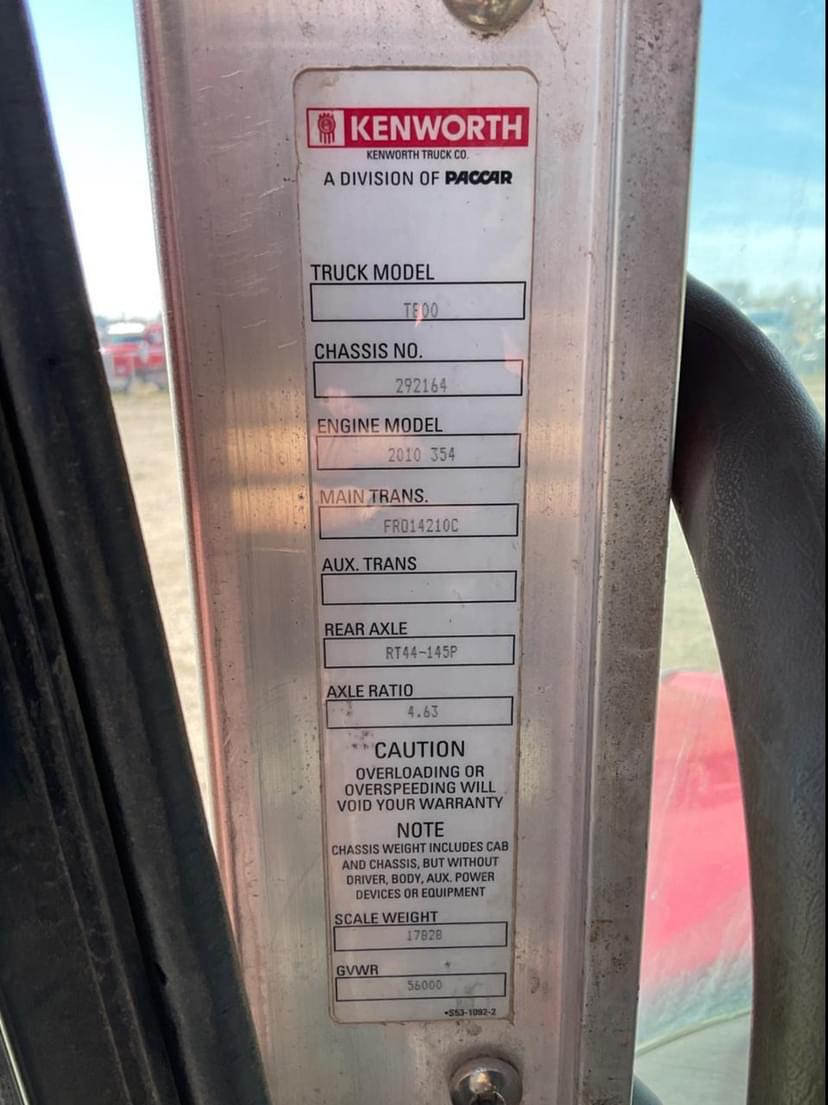 KENWORTH
KENWORTH TRUCK CO.
A DIVISION OF PACCAR
TRUCK MODEL
CHASSIS NO.
292164
ENGINE MODEL
2010 354
MAIN TRANS.
FRO14210C
AUX. TRANS
REAR AXLE
RT44-145P
AXLE RATIO
4.63
CAUTION
OVERLOADING OR
OVERSPEEDING WILL
VOID YOUR WARRANTY
NOTE
CHASSIS WEIGHT INCLUDES CAB
AND CHASSIS, BUT WITHOUT
DRIVER, BODY, AUX. POWER
DEVICES OR EQUIPMENT
SCALE WEIGHT
GVWR
56000
•S53-1092-2